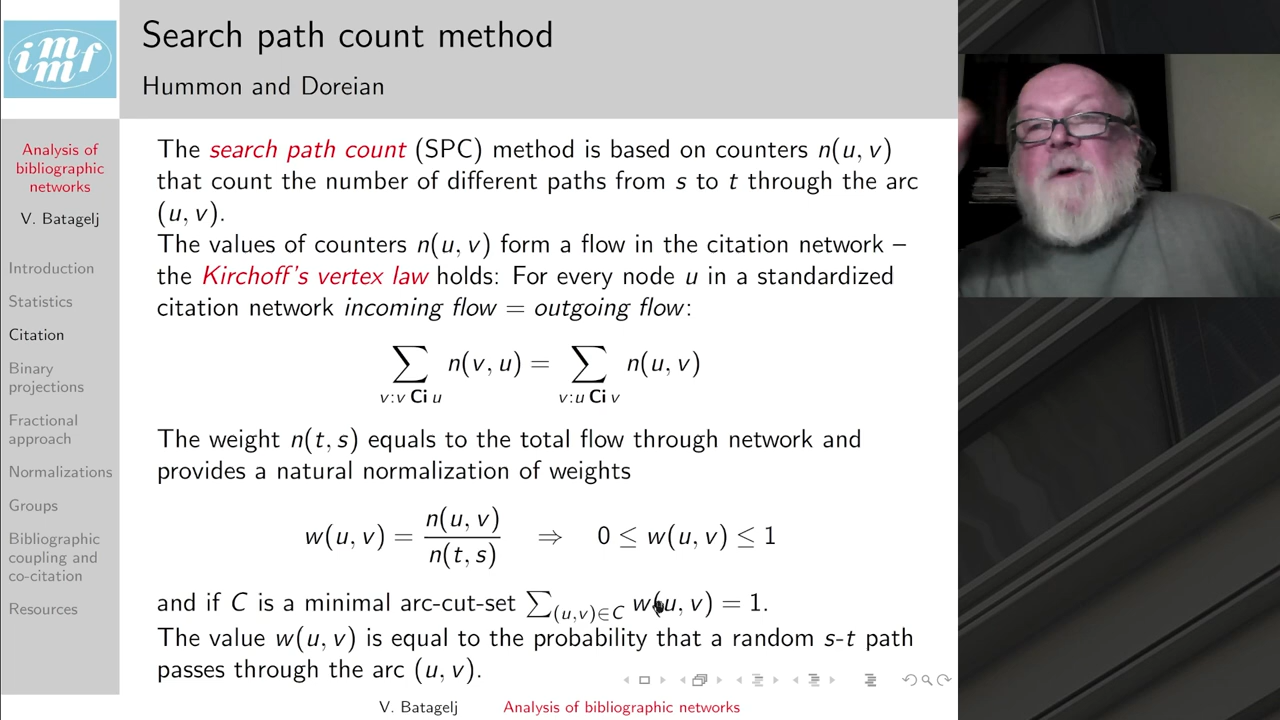 immf
Search path count method
Hummon and Doreian
Analysis of
bibliographic
networks
V. Batagelj
Introduction
Statistics
Citation
Binary
projections
Fractional
approach
Normalizations
Groups
Bibliographic
coupling and
co-citation
Resources
The search path count (SPC) method is based on counters n(u, v)
that count the number of different paths from s to t through the arc
(u, v).
The values of counters n(u, v) form a flow in the citation network –
the Kirchoff's vertex law holds: For every node u in a standardized
citation network incoming flow = outgoing flow:
∑_{v:v Ci u} n(v, u) = ∑_{v:u Ci v} n(u, v)
The weight n(t, s) equals to the total flow through network and
provides a natural normalization of weights
w(u, v) = n(u, v) / n(t, s) ⇒ 0 ≤ w(u, v) ≤ 1
and if C is a minimal arc-cut-set ∑_{(u,v)∈C} w(u, v) = 1.
The value w(u, v) is equal to the probability that a random s-t path
passes through the arc (u, v).
V. Batagelj Analysis of bibliographic networks